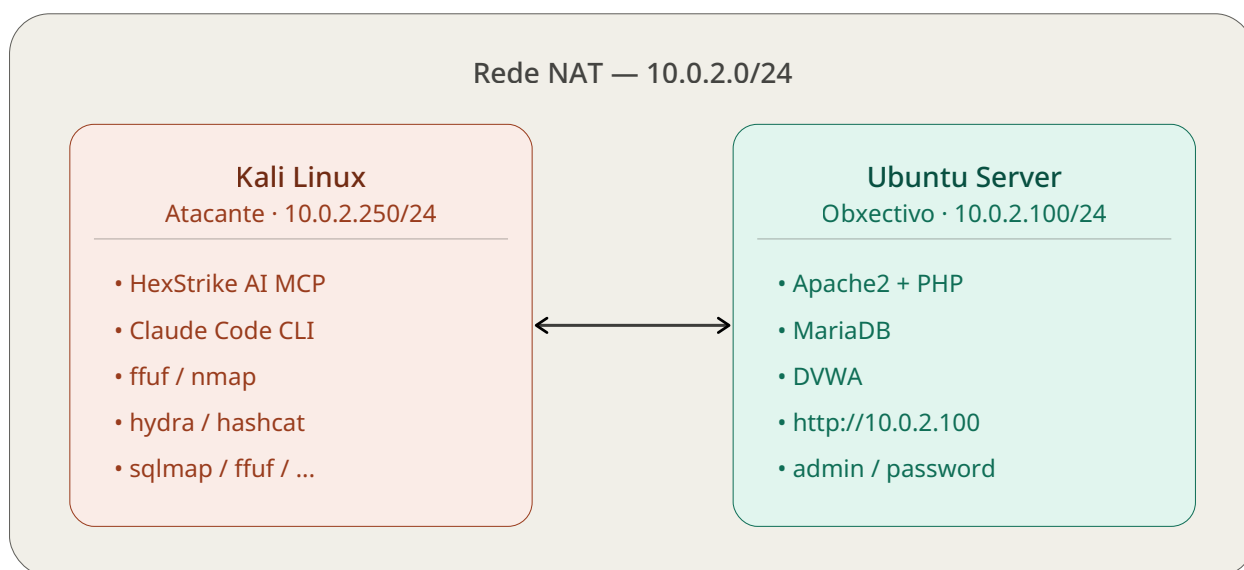 Rede NAT — 10.0.2.0/24
Kali Linux
Atacante · 10.0.2.250/24
• HexStrike AI MCP
• Claude Code CLI
• ffuf / nmap
• hydra / hashcat
• sqlmap / ffuf / ...
Ubuntu Server
Obxectivo · 10.0.2.100/24
• Apache2 + PHP
• MariaDB
• DVWA
• http://10.0.2.100
• admin / password